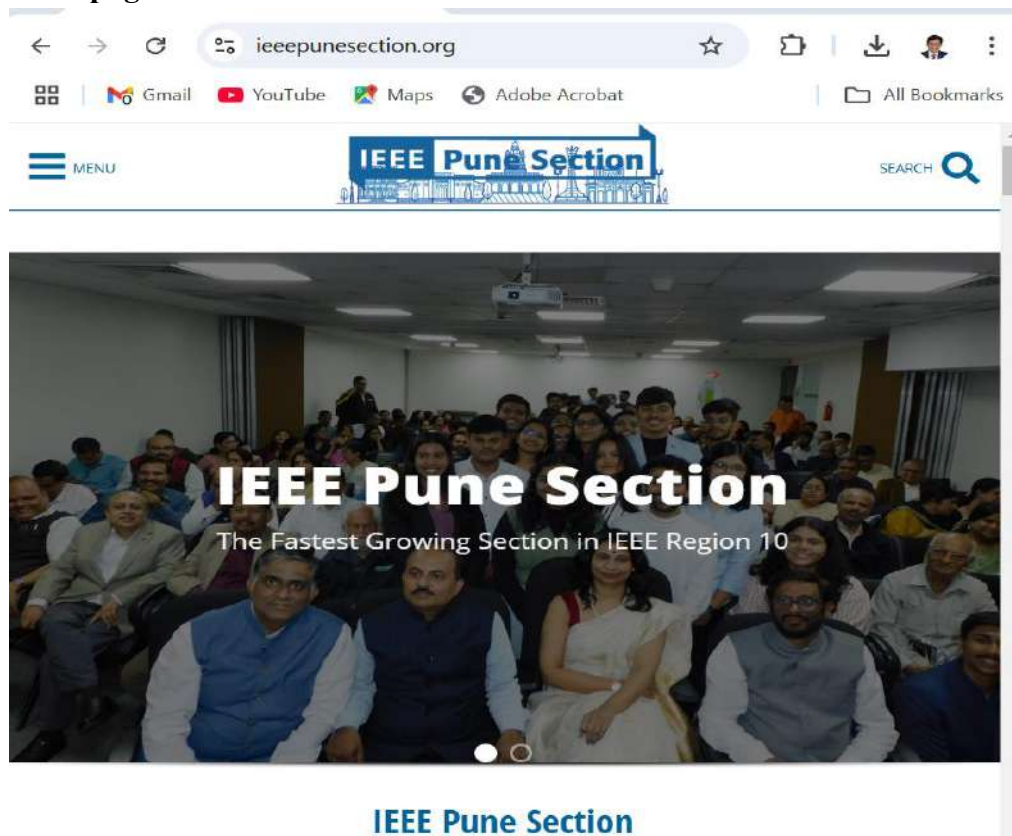 ieeepunesection.org
Gmail YouTube Maps Adobe Acrobat All Bookmarks
MENU IEEE Pune Section SEARCH
IEEE Pune Section
The Fastest Growing Section in IEEE Region 10
IEEE Pune Section